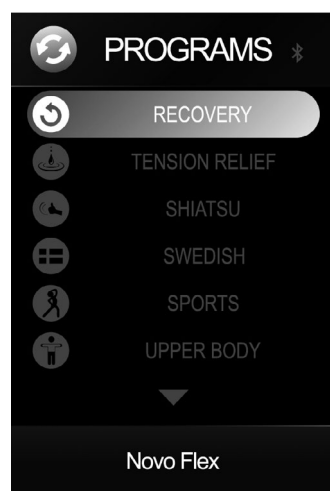 PROGRAMS
RECOVERY
TENSION RELIEF
SHIATSU
SWEDISH
SPORTS
UPPER BODY
Novo Flex